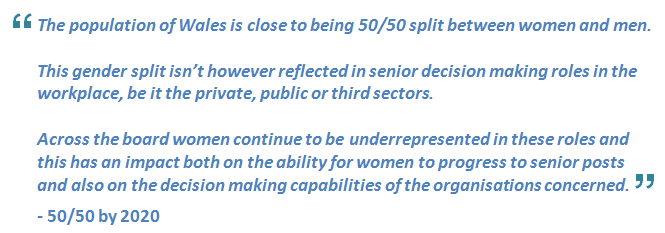 “ The population of Wales is close to being 50/50 split between women and men.
This gender split isn’t however reflected in senior decision making roles in the
workplace, be it the private, public or third sectors.
Across the board women continue to be underrepresented in these roles and
this has an impact both on the ability for women to progress to senior posts
and also on the decision making capabilities of the organisations concerned. ”
- 50/50 by 2020